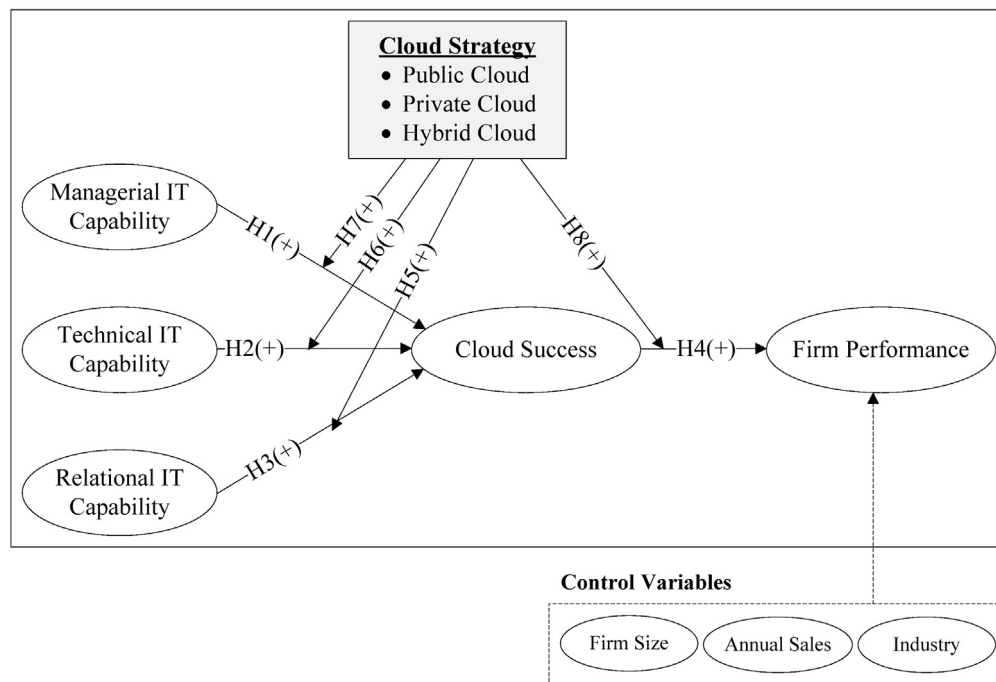 Cloud Strategy
• Public Cloud
• Private Cloud
• Hybrid Cloud
Managerial IT
Capability
H1(+)
H7(+)
H6(+)
H5(+)
H8(+)
Technical IT
Capability
H2(+)
Cloud Success
H4(+)
Firm Performance
Relational IT
Capability
H3(+)
Control Variables
Firm Size
Annual Sales
Industry